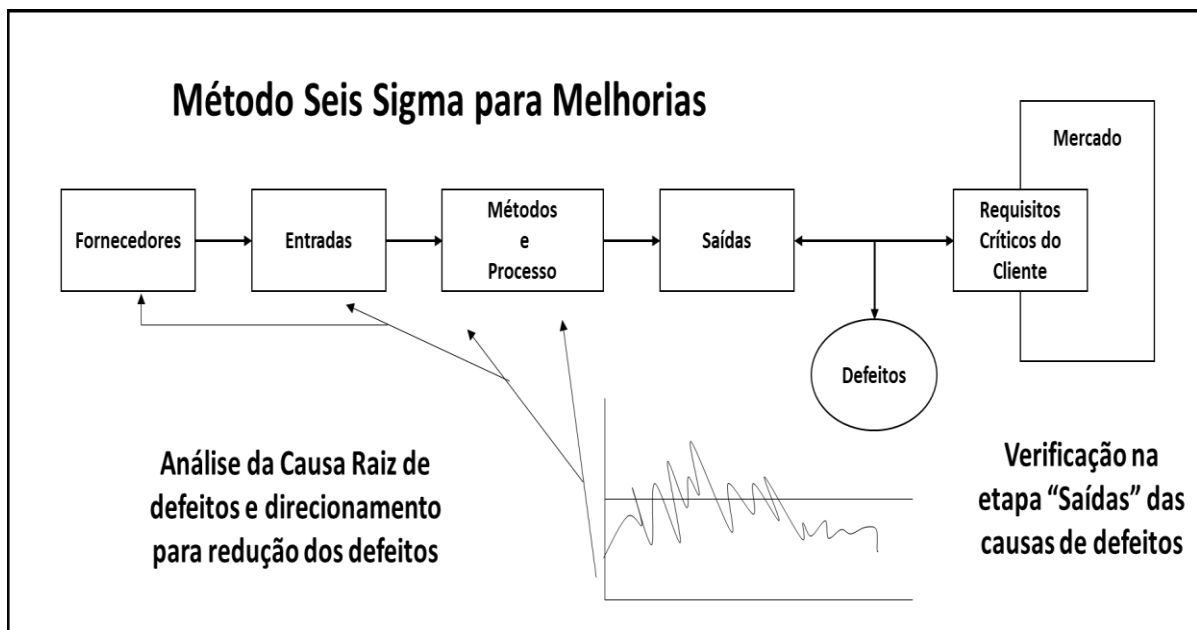 Método Seis Sigma para Melhorias
Mercado
Fornecedores
Entradas
Métodos
e
Processo
Saídas
Requisitos
Críticos do
Cliente
Defeitos
Análise da Causa Raiz de
defeitos e direcionamento
para redução dos defeitos
Verificação na
etapa “Saídas” das
causas de defeitos